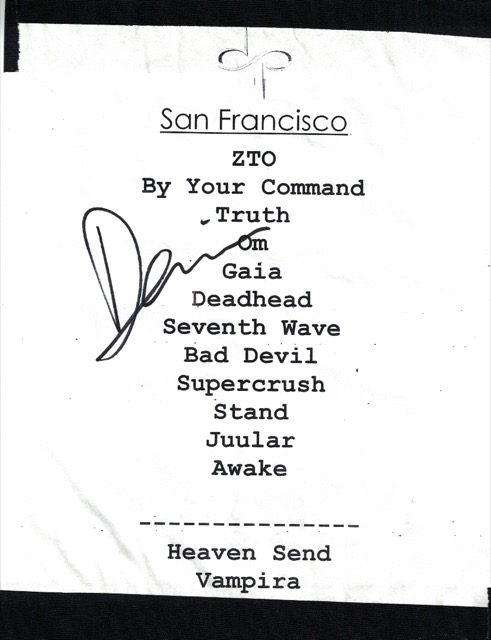 San Francisco
ZTO
By Your Command
Truth
Om
Gaia
Deadhead
Seventh Wave
Bad Devil
Supercrush
Stand
Juular
Awake
---------------
Heaven Send
Vampira